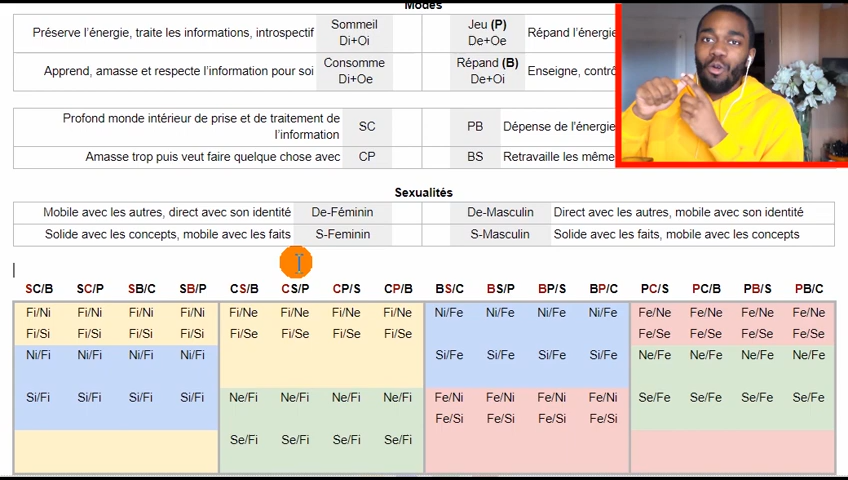 Modes
Préserve l'énergie, traite les informations, introspectif
Sommeil
Di+Oi
Jeu (P)
De+Oe
Répand l'énergie
Apprend, amasse et respecte l'information pour soi
Consomme
Di+Oe
Répand (B)
De+Oi
Enseigne, contrô
Profond monde intérieur de prise et de traitement de
l'information
SC
PB
Dépense de l'énergie
Amasse trop puis veut faire quelque chose avec
CP
BS
Retravaille les même
Sexualités
Mobile avec les autres, direct avec son identité
De-Féminin
De-Masculin
Direct avec les autres, mobile avec son identité
Solide avec les concepts, mobile avec les faits
S-Feminin
S-Masculin
Solide avec les faits, mobile avec les concepts
SC/B SC/P SB/C SB/P CS/B CS/P CP/S CP/B BS/C BS/P BP/S BP/C PC/S PC/B PB/S PB/C
Fi/Ni Fi/Ni Fi/Ni Fi/Ni Fi/Ne Fi/Ne Fi/Ne Fi/Ne Ni/Fe Ni/Fe Ni/Fe Ni/Fe Fe/Ne Fe/Ne Fe/Ne Fe/Ne
Fi/Si Fi/Si Fi/Si Fi/Si Fi/Se Fi/Se Fi/Se Fi/Se Fe/Se Fe/Se Fe/Se Fe/Se
Ni/Fi Ni/Fi Ni/Fi Ni/Fi Si/Fe Si/Fe Si/Fe Si/Fe Ne/Fe Ne/Fe Ne/Fe Ne/Fe
Si/Fi Si/Fi Si/Fi Si/Fi Ne/Fi Ne/Fi Ne/Fi Ne/Fi Fe/Ni Fe/Ni Fe/Ni Fe/Ni Se/Fe Se/Fe Se/Fe Se/Fe
Fe/Si Fe/Si Fe/Si Fe/Si
Se/Fi Se/Fi Se/Fi Se/Fi